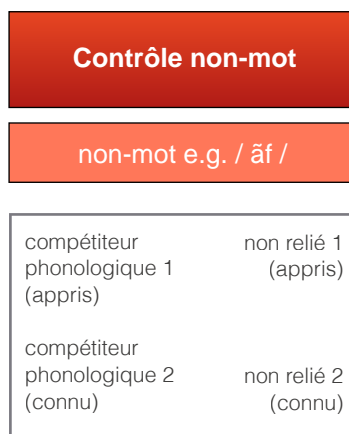 Contrôle non-mot
non-mot e.g. / ãf /
compétiteur
phonologique 1
(appris)
non relié 1
(appris)
compétiteur
phonologique 2
(connu)
non relié 2
(connu)